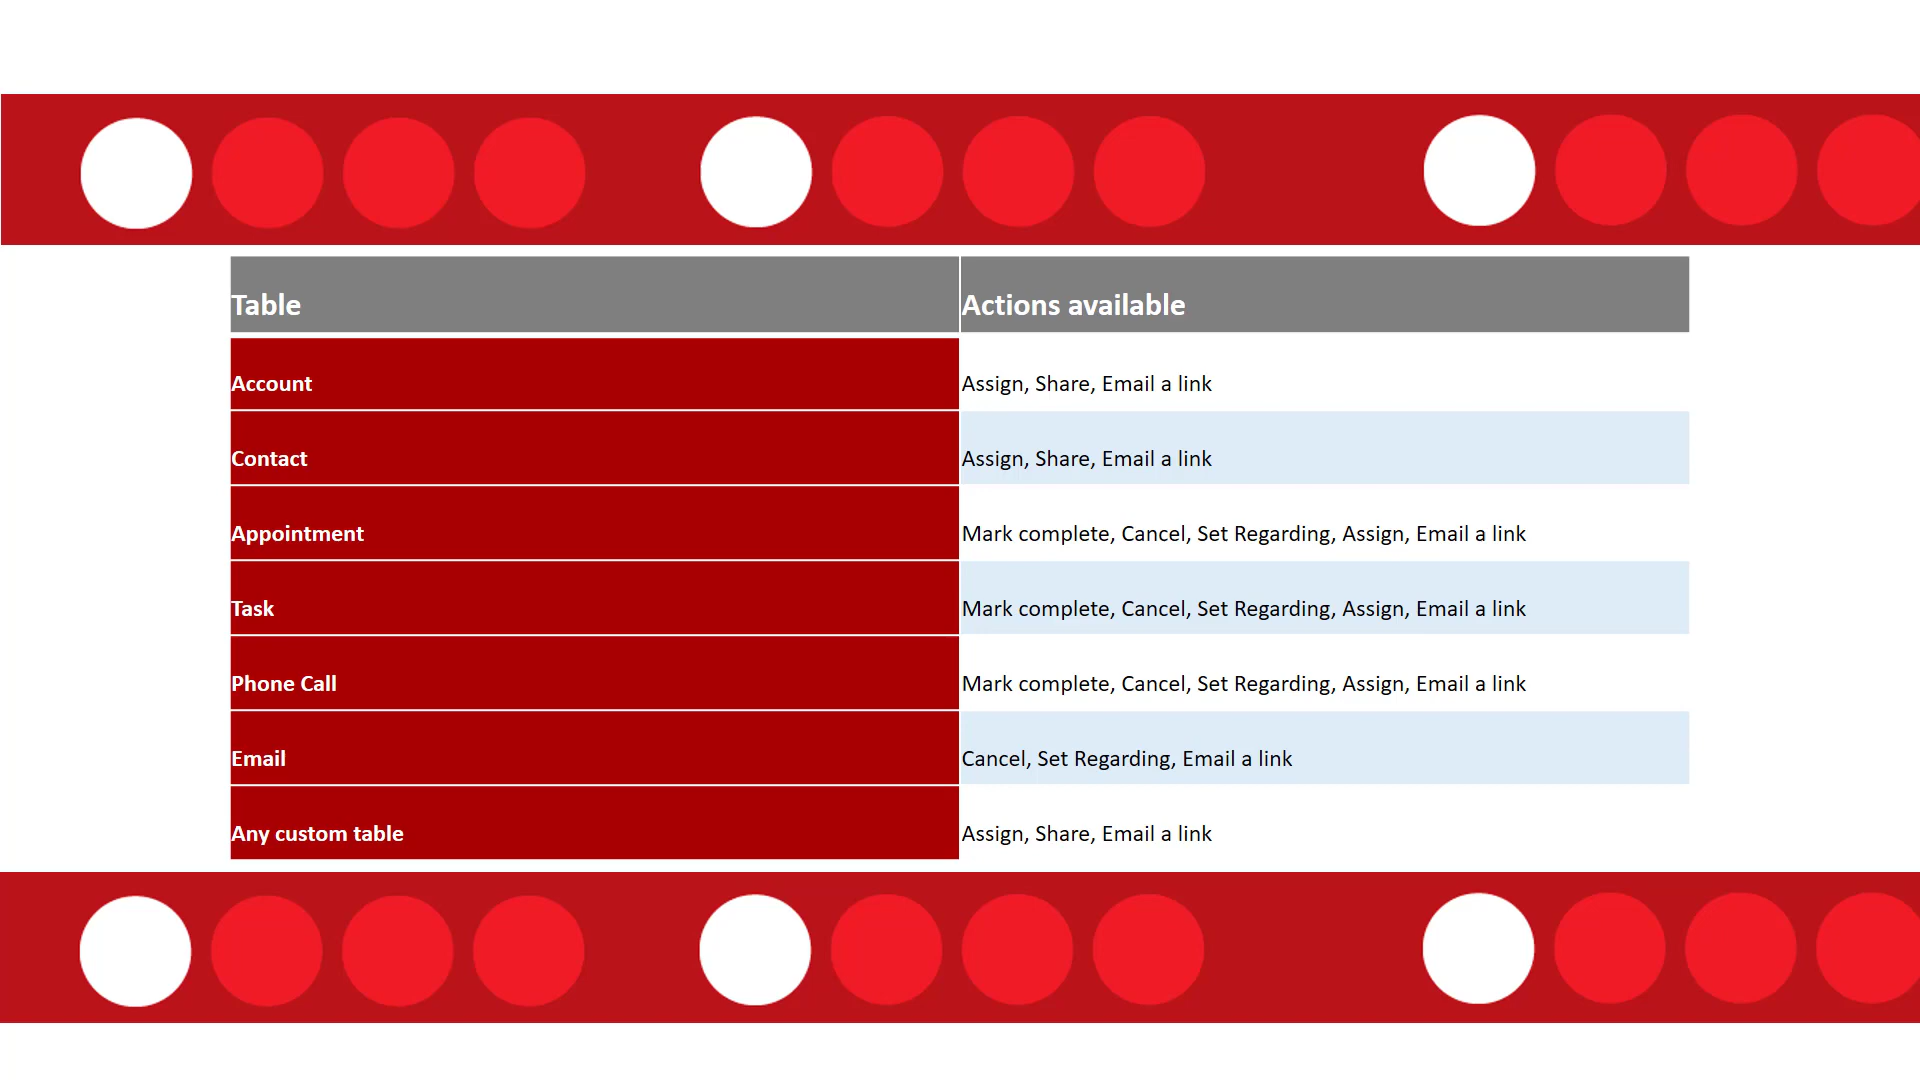 Table Actions available
Account Assign, Share, Email a link
Contact Assign, Share, Email a link
Appointment Mark complete, Cancel, Set Regarding, Assign, Email a link
Task Mark complete, Cancel, Set Regarding, Assign, Email a link
Phone Call Mark complete, Cancel, Set Regarding, Assign, Email a link
Email Cancel, Set Regarding, Email a link
Any custom table Assign, Share, Email a link